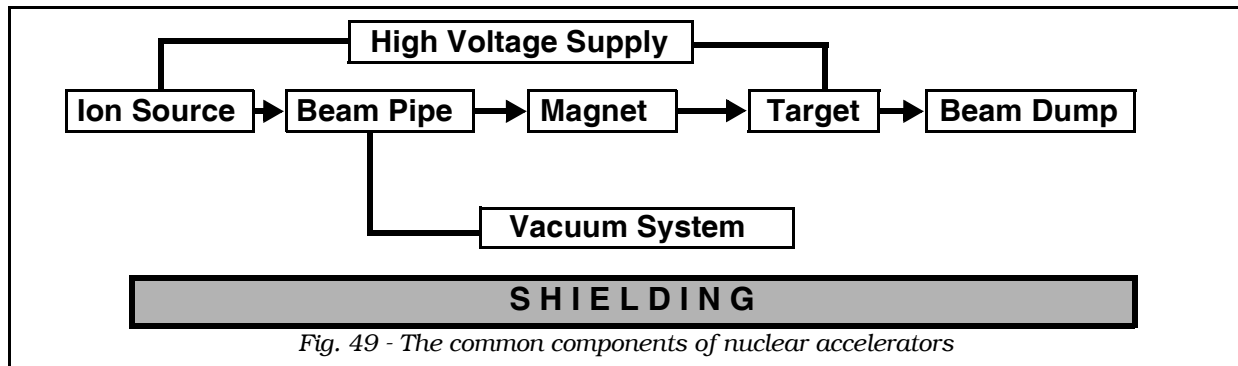 High Voltage Supply
Ion Source Beam Pipe Magnet Target Beam Dump
Vacuum System
S H I E L D I N G
Fig. 49 - The common components of nuclear accelerators